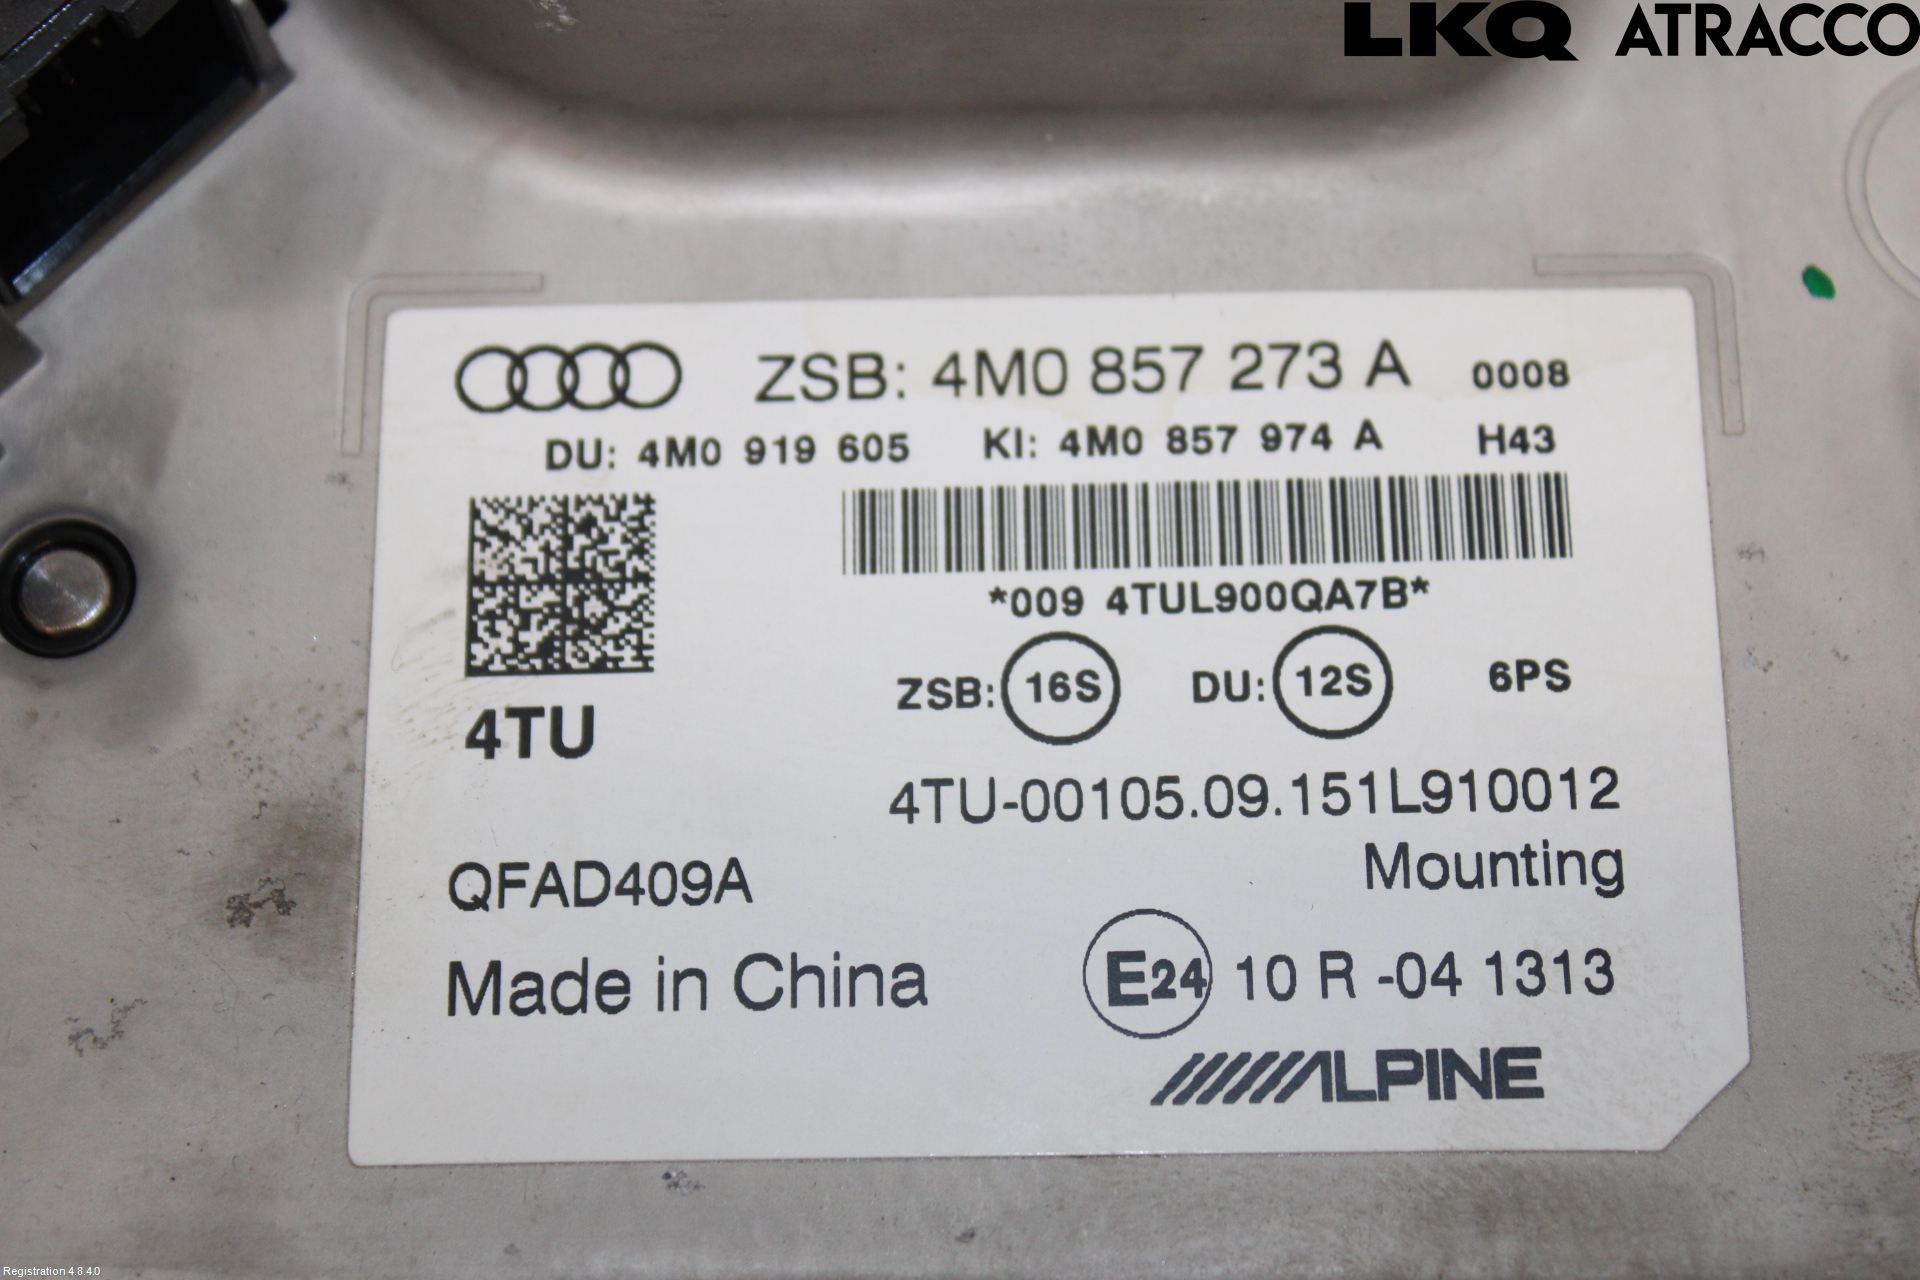 LKQ ATRACCO
ZSB: 4M0 857 273 A 0008
DU: 4M0 919 605 KI: 4M0 857 974 A H43
*009 4TUL900QA7B*
ZSB: 16S DU: 12S 6PS
4TU
4TU-00105.09.151L910012
Mounting
QFAD409A
Made in China
E24 10 R -04 1313
ALPINE
Registration 4.8.4.0